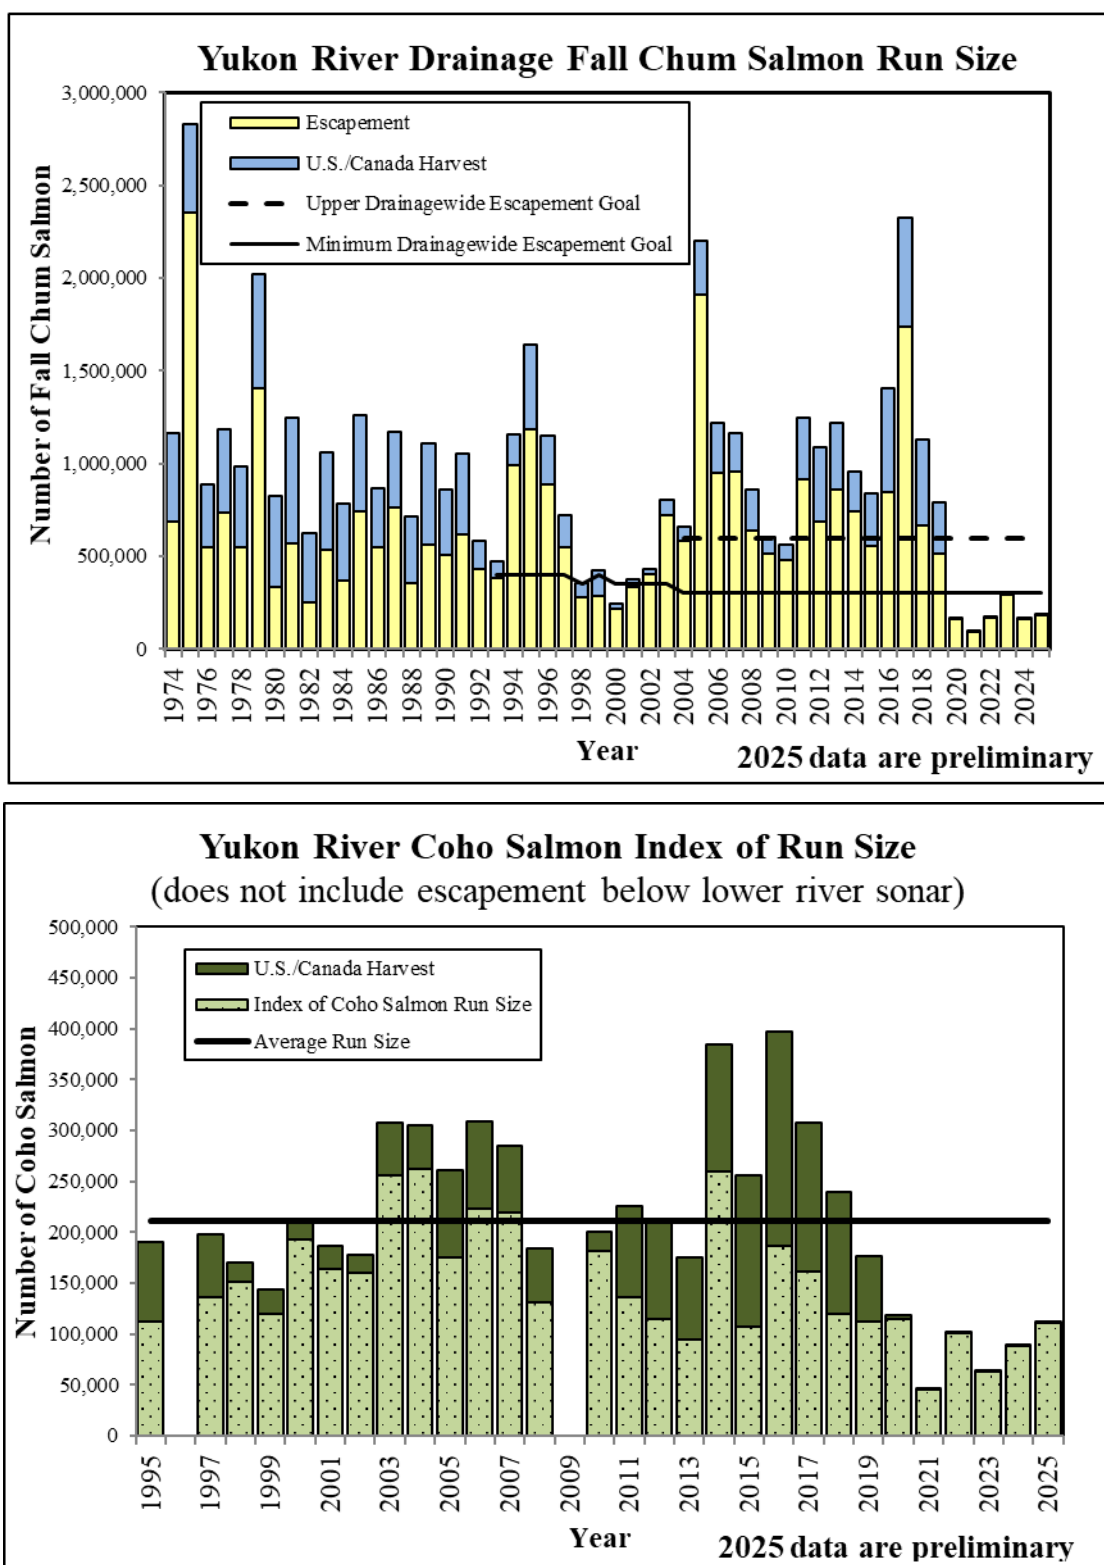 Yukon River Drainage Fall Chum Salmon Run Size
Number of Fall Chum Salmon
3,000,000
2,500,000
2,000,000
1,500,000
1,000,000
500,000
0
Escapement
U.S./Canada Harvest
Upper Drainagewide Escapement Goal
Minimum Drainagewide Escapement Goal
1974 1976 1978 1980 1982 1984 1986 1988 1990 1992 1994 1996 1998 2000 2002 2004 2006 2008 2010 2012 2014 2016 2018 2020 2022 2024
Year
2025 data are preliminary
Yukon River Coho Salmon Index of Run Size
(does not include escapement below lower river sonar)
Number of Coho Salmon
500,000
450,000
400,000
350,000
300,000
250,000
200,000
150,000
100,000
50,000
0
U.S./Canada Harvest
Index of Coho Salmon Run Size
Average Run Size
1995 1997 1999 2001 2003 2005 2007 2009 2011 2013 2015 2017 2019 2021 2023 2025
Year
2025 data are preliminary